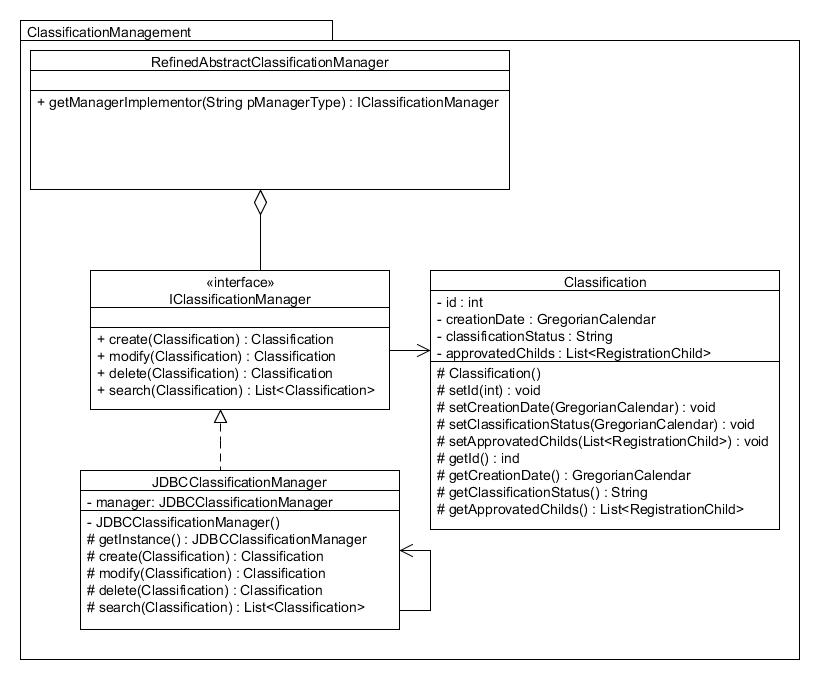 ClassificationManagement
RefinedAbstractClassificationManager
+ getManagerImplementor(String pManagerType) : IClassificationManager
«interface»
IClassificationManager
+ create(Classification) : Classification
+ modify(Classification) : Classification
+ delete(Classification) : Classification
+ search(Classification) : List<Classification>
Classification
- id : int
- creationDate : GregorianCalendar
- classificationStatus : String
- approvatedChilds : List<RegistrationChild>
# Classification()
# setId(int) : void
# setCreationDate(GregorianCalendar) : void
# setClassificationStatus(GregorianCalendar) : void
# setApprovatedChilds(List<RegistrationChild>) : void
# getId() : ind
# getCreationDate() : GregorianCalendar
# getClassificationStatus() : String
# getApprovatedChilds() : List<RegistrationChild>
JDBCClassificationManager
- manager: JDBCClassificationManager
- JDBCClassificationManager()
# getInstance() : JDBCClassificationManager
# create(Classification) : Classification
# modify(Classification) : Classification
# delete(Classification) : Classification
# search(Classification) : List<Classification>